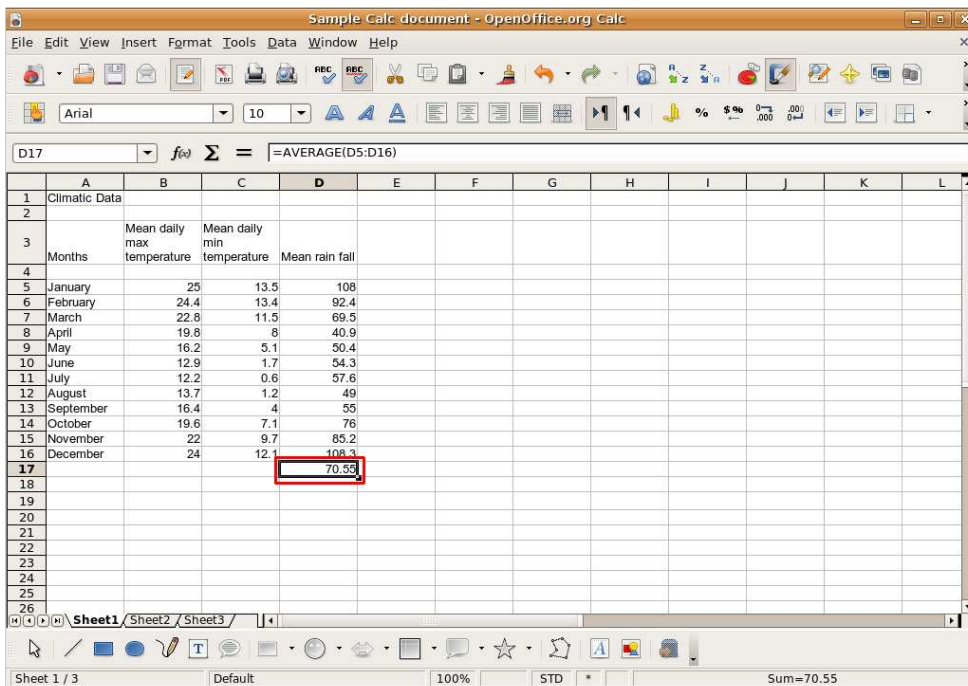 Sample Calc document - OpenOffice.org Calc
File Edit View Insert Format Tools Data Window Help
Arial 10
D17 f(x) Σ = =AVERAGE(D5:D16)
A B C D E F G H I J K L
1 Climatic Data
2
3 Months Mean daily max temperature Mean daily min temperature Mean rain fall
4
5 January 25 13.5 108
6 February 24.4 13.4 92.4
7 March 22.8 11.5 69.5
8 April 19.8 8 40.9
9 May 16.2 5.1 50.4
10 June 12.9 1.7 54.3
11 July 12.2 0.6 57.6
12 August 13.7 1.2 49
13 September 16.4 4 55
14 October 19.6 7.1 76
15 November 22 9.7 85.2
16 December 24 12.1 108.3
17 70.55
18
19
20
21
22
23
24
25
26
Sheet1 Sheet2 Sheet3
Sheet 1 / 3 Default 100% STD * Sum=70.55